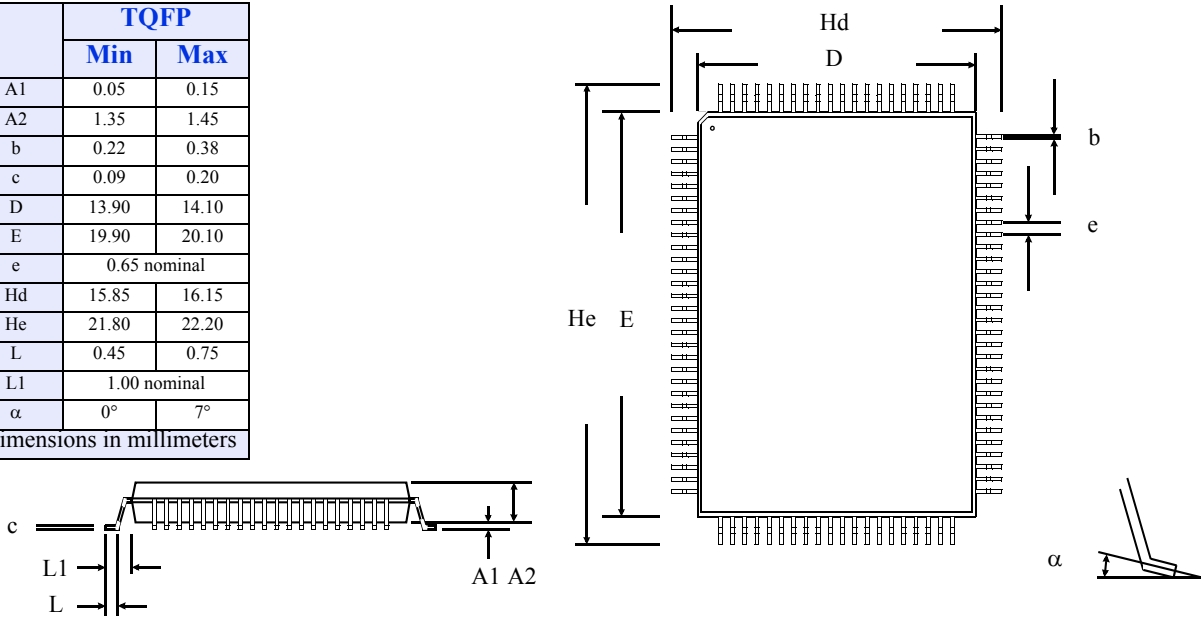 TQFP
Min Max
A1 0.05 0.15
A2 1.35 1.45
b 0.22 0.38
c 0.09 0.20
D 13.90 14.10
E 19.90 20.10
e 0.65 nominal
Hd 15.85 16.15
He 21.80 22.20
L 0.45 0.75
L1 1.00 nominal
α 0° 7°
imensions in millimeters
Hd
D
b
e
He E
c
L1
L
A1 A2
α